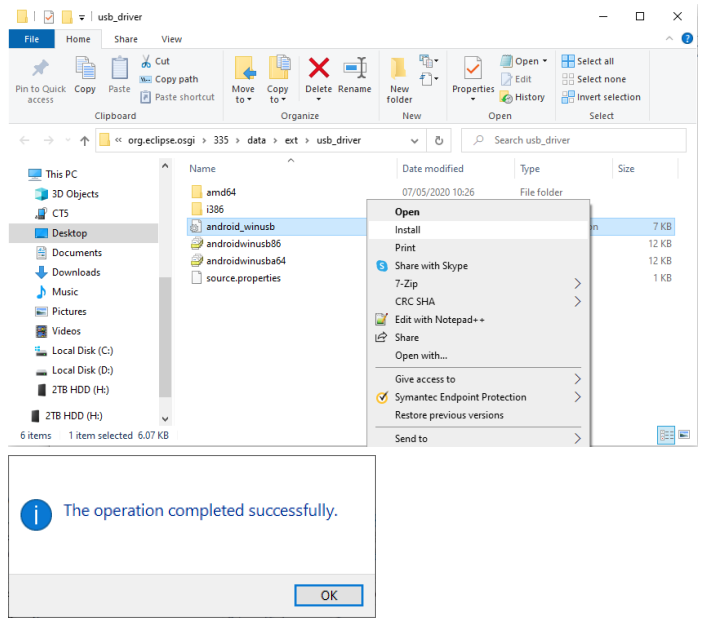 usb_driver
File Home Share View
Pin to Quick access
Copy
Paste
Cut
Copy path
Paste shortcut
Clipboard
Move to
Copy to
Delete
Rename
Organize
New folder
New
Properties
Open
Edit
History
Open
Select all
Select none
Invert selection
Select
« org.eclipse.osgi > 335 > data > ext > usb_driver
Search usb_driver
This PC
3D Objects
CT5
Desktop
Documents
Downloads
Music
Pictures
Videos
Local Disk (C:)
Local Disk (D:)
2TB HDD (H:)
2TB HDD (H:)
Name Date modified Type Size
amd64 07/05/2020 10:26 File folder
i386
android_winusb 7 KB
androidwinusb86 12 KB
androidwinusba64 12 KB
source.properties 1 KB
Open
Install
Print
Share with Skype
7-Zip
CRC SHA
Edit with Notepad++
Share
Open with...
Give access to
Symantec Endpoint Protection
Restore previous versions
Send to
6 items 1 item selected 6.07 KB
The operation completed successfully.
OK